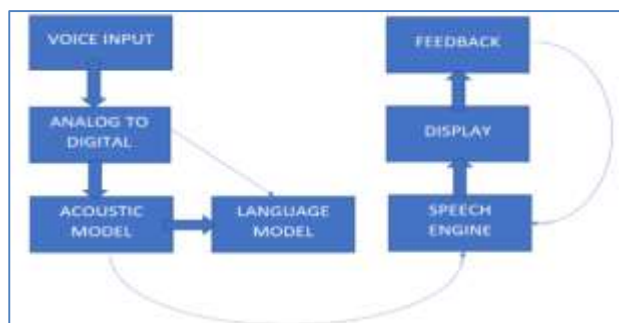 VOICE INPUT
ANALOG TO
DIGITAL
ACOUSTIC
MODEL
LANGUAGE
MODEL
FEEDBACK
DISPLAY
SPEECH
ENGINE